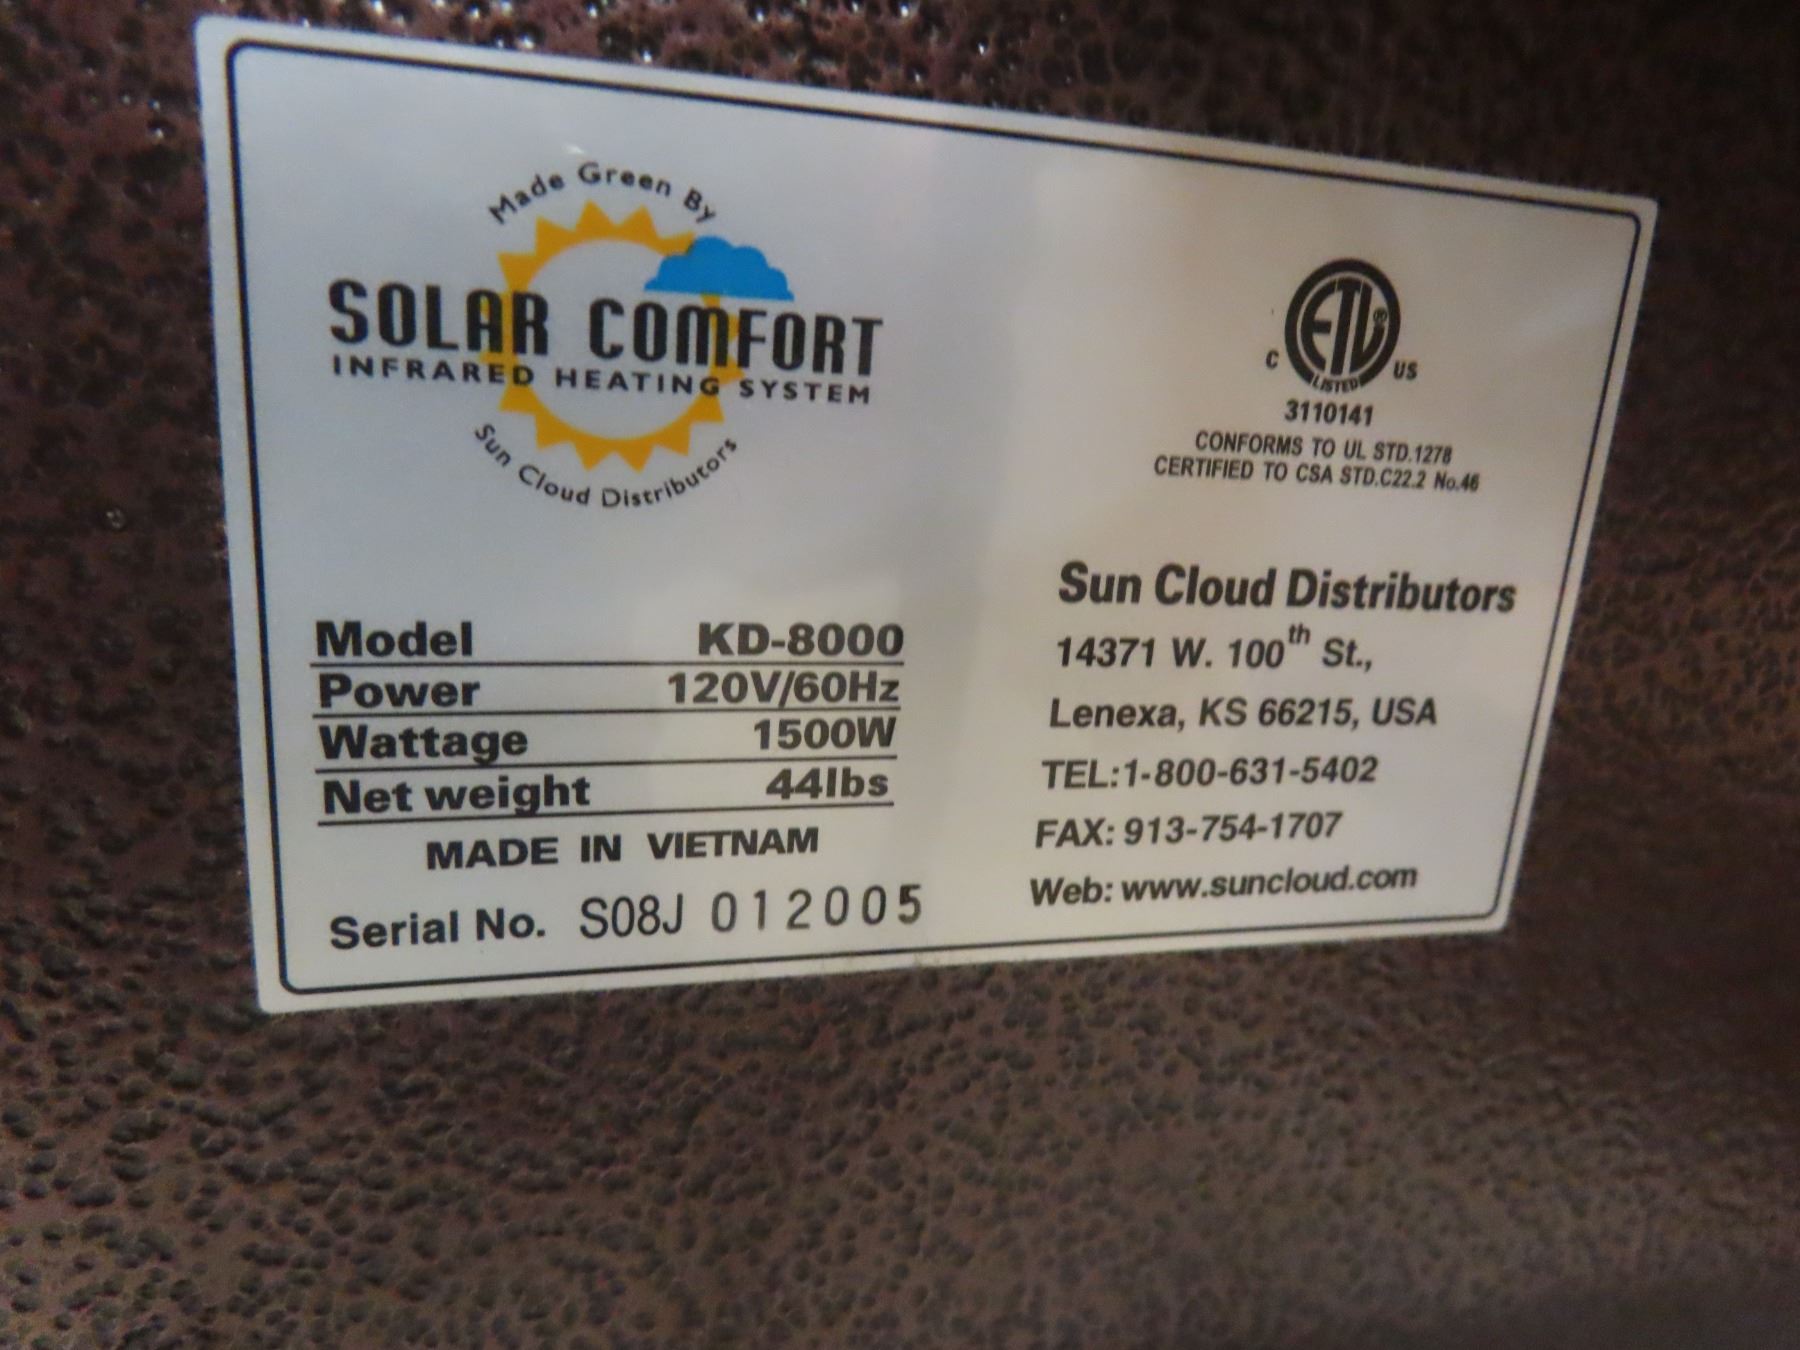 Made Green By
SOLAR COMFORT
INFRARED HEATING SYSTEM
Sun Cloud Distributors
Model KD-8000
Power 120V/60Hz
Wattage 1500W
Net weight 44lbs
MADE IN VIETNAM
Serial No. S08J 012005
ETL ®
LISTED
C US
3110141
CONFORMS TO UL STD.1278
CERTIFIED TO CSA STD.C22.2 No.46
Sun Cloud Distributors
14371 W. 100th St.,
Lenexa, KS 66215, USA
TEL:1-800-631-5402
FAX: 913-754-1707
Web: www.suncloud.com